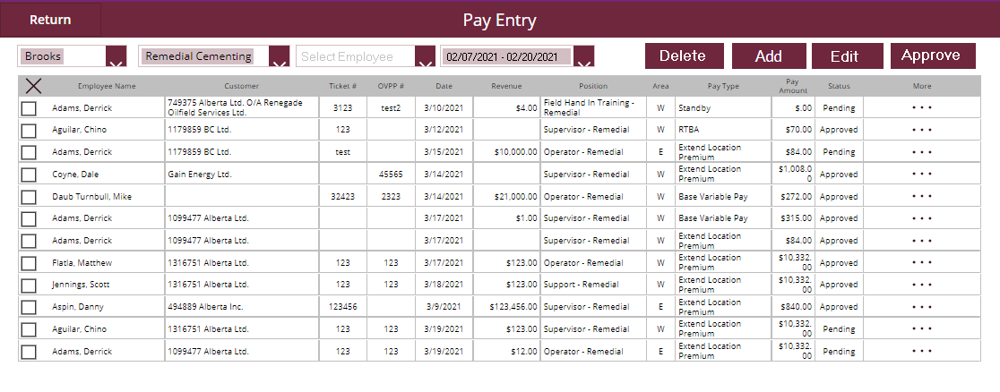 Return
Pay Entry
Brooks Remedial Cementing Select Employee 02/07/2021 - 02/20/2021 Delete Add Edit Approve
Employee Name Customer Ticket # OVPP # Date Revenue Position Area Pay Type Pay Amount Status More
Adams, Derrick 749375 Alberta Ltd. O/A Renegade Oilfield Services Ltd. 3123 test2 3/10/2021 $4.00 Field Hand In Training - Remedial W Standby $.00 Pending
Aguilar, Chino 1179859 BC Ltd. 123 3/12/2021 Supervisor - Remedial W RTBA $70.00 Approved
Adams, Derrick 1179859 BC Ltd. test 3/15/2021 $10,000.00 Operator - Remedial E Extend Location Premium $84.00 Pending
Coyne, Dale Gain Energy Ltd. 45565 3/14/2021 Supervisor - Remedial W Extend Location Premium $1,008.00 Approved
Daub Turnbull, Mike 32423 2323 3/14/2021 $21,000.00 Operator - Remedial W Base Variable Pay $272.00 Approved
Adams, Derrick 1099477 Alberta Ltd. 3/17/2021 $1.00 Supervisor - Remedial W Base Variable Pay $315.00 Approved
Adams, Derrick 1099477 Alberta Ltd. 3/17/2021 Supervisor - Remedial W Extend Location Premium $84.00 Approved
Flatla, Matthew 1316751 Alberta Ltd. 123 123 3/17/2021 $123.00 Operator - Remedial W Extend Location Premium $10,332.00 Approved
Jennings, Scott 1316751 Alberta Ltd. 123 123 3/18/2021 $123.00 Support - Remedial W Extend Location Premium $10,332.00 Approved
Aspin, Danny 494889 Alberta Inc. 123456 3/9/2021 $123,456.00 Supervisor - Remedial E Extend Location Premium $840.00 Approved
Aguilar, Chino 1316751 Alberta Ltd. 123 123 3/19/2021 $123.00 Supervisor - Remedial W Extend Location Premium $10,332.00 Pending
Adams, Derrick 1099477 Alberta Ltd. 123 123 3/19/2021 $12.00 Operator - Remedial E Extend Location Premium $10,332.00 Pending